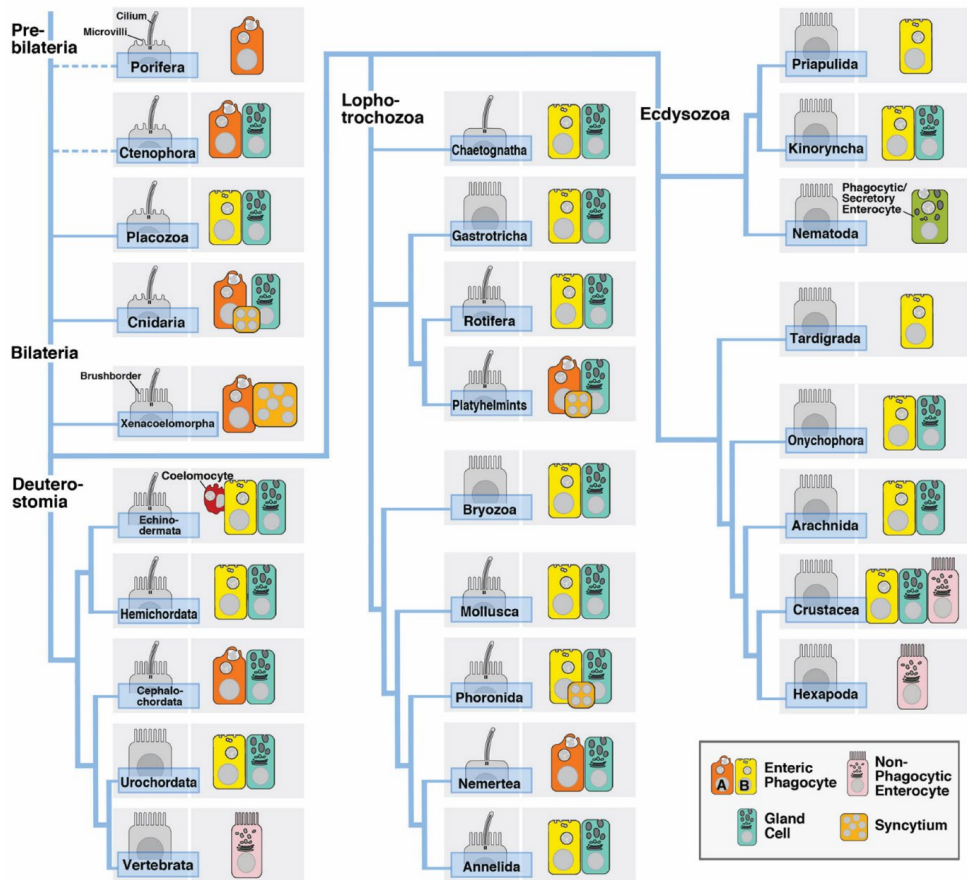 Pre-
bilateria
Cilium
Microvilli
Porifera
Ctenophora
Placozoa
Cnidaria
Bilateria
Brushborder
Xenacoelomorpha
Deutero-
stomia
Coelomocyte
Echino-
dermata
Hemichordata
Cephalo-
chordata
Urochordata
Vertebrata
Lopho-
trochozoa
Chaetognatha
Gastrotricha
Rotifera
Platyhelmints
Bryozoa
Mollusca
Phoronida
Nemertea
Annelida
Ecdysozoa
Priapulida
Kinoryncha
Phagocytic/
Secretory
Enterocyte
Nematoda
Tardigrada
Onychophora
Arachnida
Crustacea
Hexapoda
A B
Enteric
Phagocyte
Non-
Phagocytic
Enterocyte
Gland
Cell
Syncytium